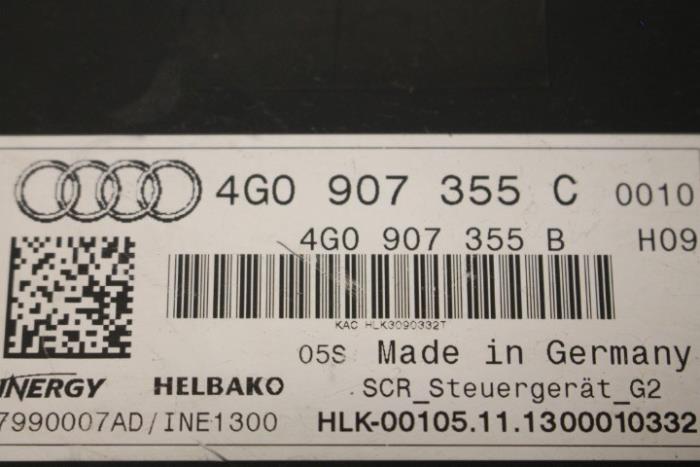 4G0 907 355 C 0010
4G0 907 355 B H09
KAC HLK3090332T
05S Made in Germany
INERGY HELBAKO SCR_Steuergerät_G2
7990007AD/INE1300 HLK-00105.11.1300010332